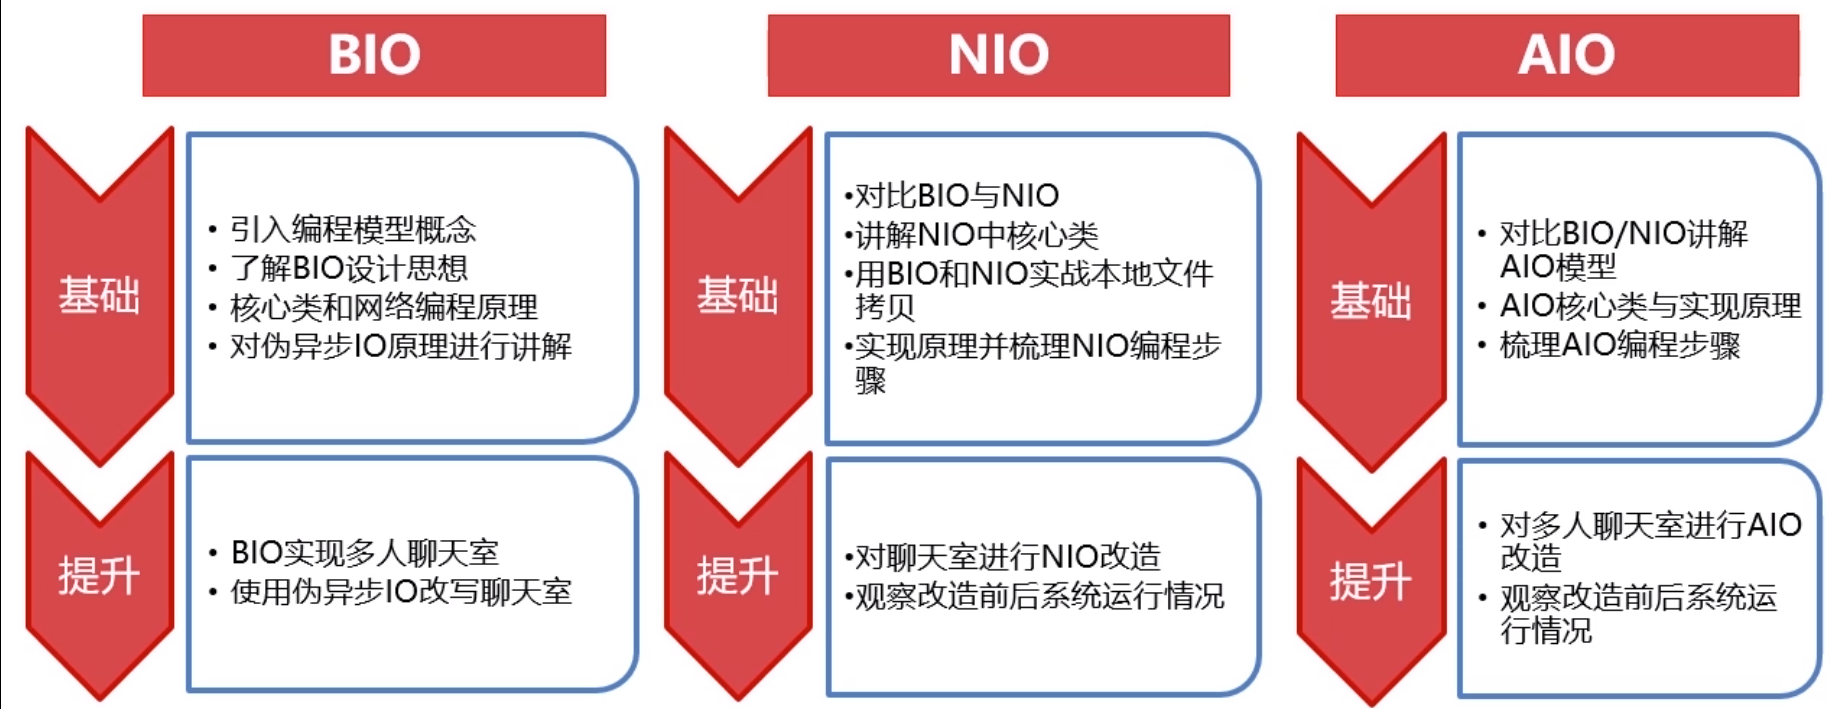 BIO
基础
• 引入编程模型概念
• 了解BIO设计思想
• 核心类和网络编程原理
• 对伪异步IO原理进行讲解
提升
• BIO实现多人聊天室
• 使用伪异步IO改写聊天室
NIO
基础
•对比BIO与NIO
•讲解NIO中核心类
•用BIO和NIO实战本地文件
拷贝
•实现原理并梳理NIO编程步
骤
提升
•对聊天室进行NIO改造
•观察改造前后系统运行情况
AIO
基础
• 对比BIO/NIO讲解
AIO模型
• AIO核心类与实现原理
• 梳理AIO编程步骤
提升
• 对多人聊天室进行AIO
改造
• 观察改造前后系统运
行情况